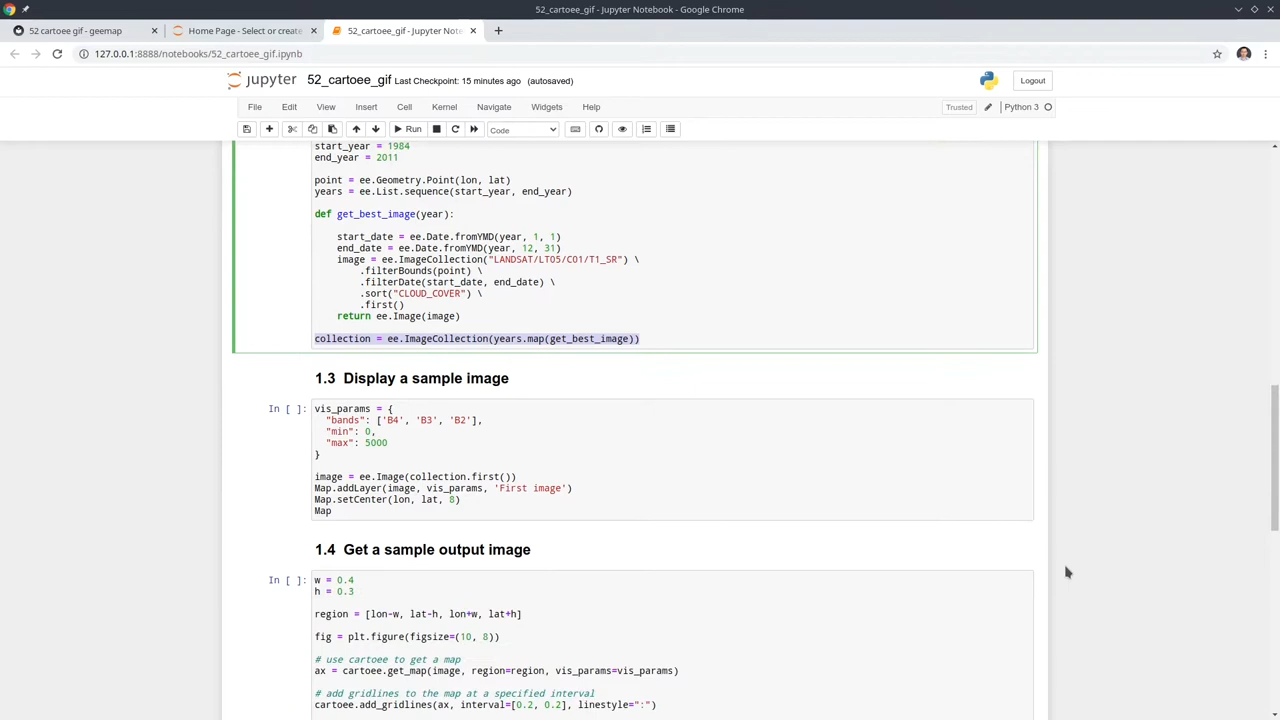 52_cartoee_gif - Jupyter Notebook - Google Chrome
52 cartoee gif - geemap
Home Page - Select or create
52_cartoee_gif - Jupyter Note
127.0.0.1:8888/notebooks/52_cartoee_gif.ipynb
jupyter 52_cartoee_gif Last Checkpoint: 15 minutes ago (autosaved)
Logout
File Edit View Insert Cell Kernel Navigate Widgets Help
Trusted Python 3
Run Code
start_year = 1984
end_year = 2011
point = ee.Geometry.Point(lon, lat)
years = ee.List.sequence(start_year, end_year)
def get_best_image(year):
start_date = ee.Date.fromYMD(year, 1, 1)
end_date = ee.Date.fromYMD(year, 12, 31)
image = ee.ImageCollection("LANDSAT/LT05/C01/T1_SR") \
.filterBounds(point) \
.filterDate(start_date, end_date) \
.sort("CLOUD_COVER") \
.first()
return ee.Image(image)
collection = ee.ImageCollection(years.map(get_best_image))
1.3 Display a sample image
In [ ]:
vis_params = {
"bands": ['B4', 'B3', 'B2'],
"min": 0,
"max": 5000
}
image = ee.Image(collection.first())
Map.addLayer(image, vis_params, 'First image')
Map.setCenter(lon, lat, 8)
Map
1.4 Get a sample output image
In [ ]:
w = 0.4
h = 0.3
region = [lon-w, lat-h, lon+w, lat+h]
fig = plt.figure(figsize=(10, 8))
# use cartoee to get a map
ax = cartoee.get_map(image, region=region, vis_params=vis_params)
# add gridlines to the map at a specified interval
cartoee.add_gridlines(ax, interval=[0.2, 0.2], linestyle=":")